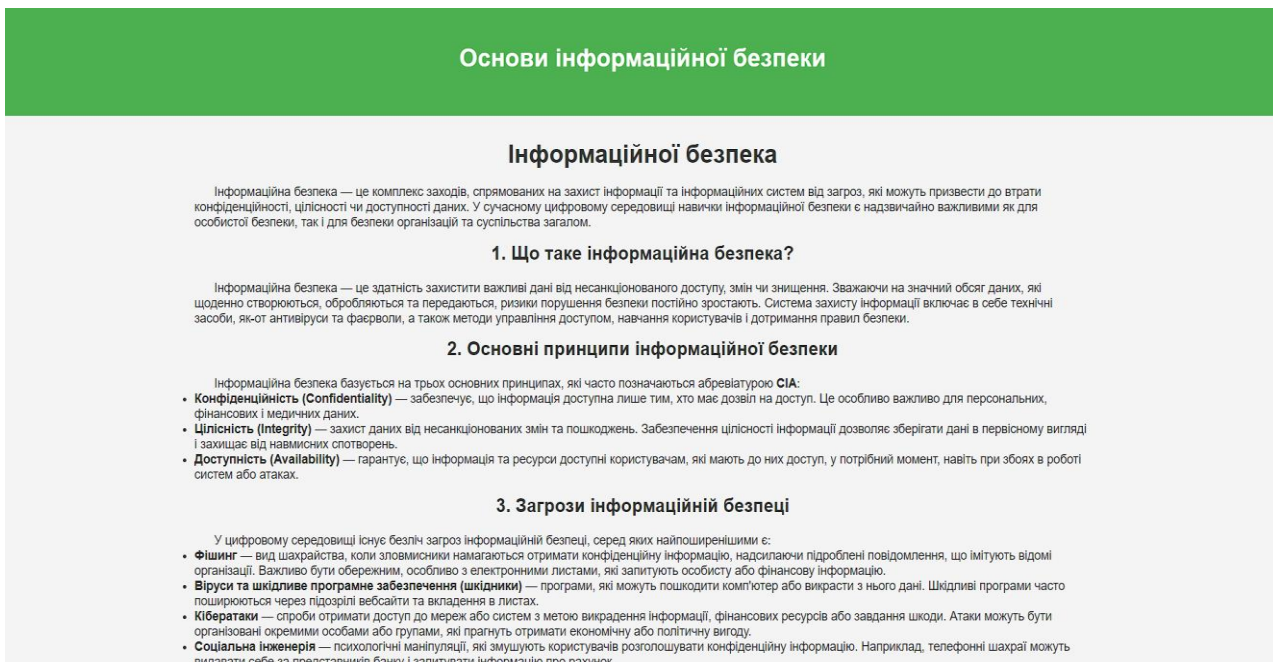 Основи інформаційної безпеки
Інформаційної безпека
Інформаційна безпека — це комплекс заходів, спрямованих на захист інформації та інформаційних систем від загроз, які можуть призвести до втрати
конфіденційності, цілісності чи доступності даних. У сучасному цифровому середовищі навички інформаційної безпеки є надзвичайно важливими як для
особистої безпеки, так і для безпеки організацій та суспільства загалом.
1. Що таке інформаційна безпека?
Інформаційна безпека — це здатність захистити важливі дані від несанкціонованого доступу, змін чи знищення. Зважаючи на значний обсяг даних, які
щоденно створюються, обробляються та передаються, ризики порушення безпеки постійно зростають. Система захисту інформації включає в себе технічні
засоби, як-от антивіруси та фаєрволи, а також методи управління доступом, навчання користувачів і дотримання правил безпеки.
2. Основні принципи інформаційної безпеки
Інформаційна безпека базується на трьох основних принципах, які часто позначаються абревіатурою CIA:
• Конфіденційність (Confidentiality) — забезпечує, що інформація доступна лише тим, хто має дозвіл на доступ. Це особливо важливо для персональних,
фінансових і медичних даних.
• Цілісність (Integrity) — захист даних від несанкціонованих змін та пошкоджень. Забезпечення цілісності інформації дозволяє зберігати дані в первісному вигляді
і захищає від навмисних спотворень.
• Доступність (Availability) — гарантує, що інформація та ресурси доступні користувачам, які мають до них доступ, у потрібний момент, навіть при збоях в роботі
систем або атаках.
3. Загрози інформаційній безпеці
У цифровому середовищі існує безліч загроз інформаційній безпеці, серед яких найпоширенішими є:
• Фішинг — вид шахрайства, коли зловмисники намагаються отримати конфіденційну інформацію, надсилаючи підроблені повідомлення, що імітують відомі
організації. Важливо бути обережним, особливо з електронними листами, які запитують особисту або фінансову інформацію.
• Віруси та шкідливе програмне забезпечення (шкідники) — програми, які можуть пошкодити комп'ютер або викрасти з нього дані. Шкідливі програми часто
поширюються через підозрілі вебсайти та вкладення в листах.
• Кібератаки — спроби отримати доступ до мереж або систем з метою викрадення інформації, фінансових ресурсів або завдання шкоди. Атаки можуть бути
організовані окремими особами або групами, які прагнуть отримати економічну або політичну вигоду.
• Соціальна інженерія — психологічні маніпуляції, які змушують користувачів розголошувати конфіденційну інформацію. Наприклад, телефонні шахраї можуть
видавати себе за представників банку і запитувати інформацію про рахунок.